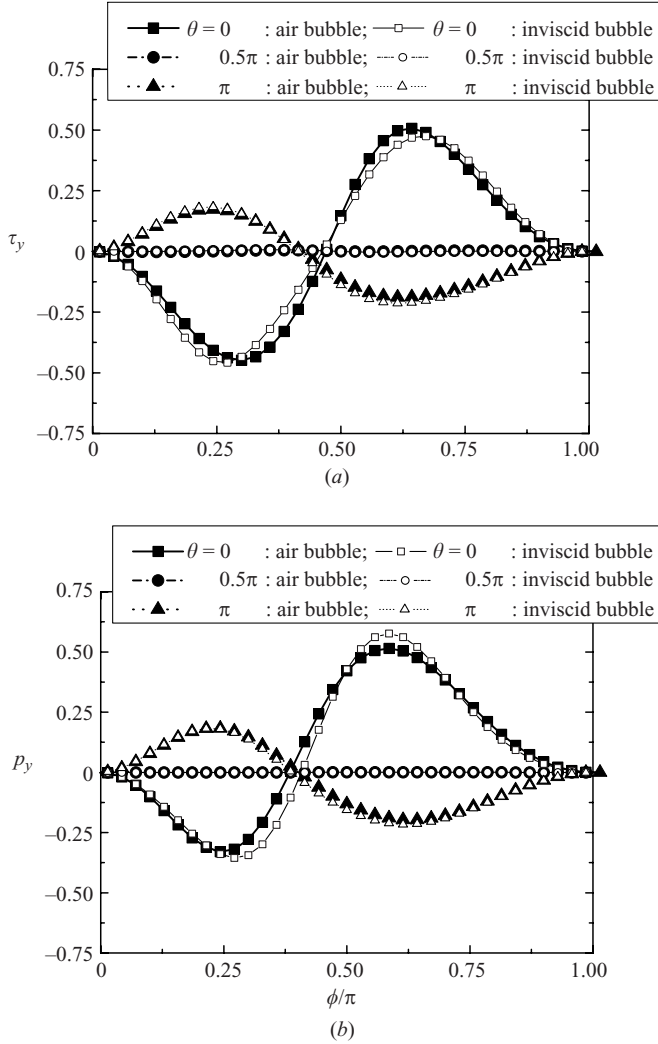 θ = 0 : air bubble; θ = 0 : inviscid bubble
0.5π : air bubble; 0.5π : inviscid bubble
π : air bubble; π : inviscid bubble
0.75
0.50
0.25
τy
0
–0.25
–0.50
–0.75
0 0.25 0.50 0.75 1.00
(a)
θ = 0 : air bubble; θ = 0 : inviscid bubble
0.5π : air bubble; 0.5π : inviscid bubble
π : air bubble; π : inviscid bubble
0.75
0.50
0.25
py
0
–0.25
–0.50
–0.75
0 0.25 0.50 0.75 1.00
ϕ/π
(b)